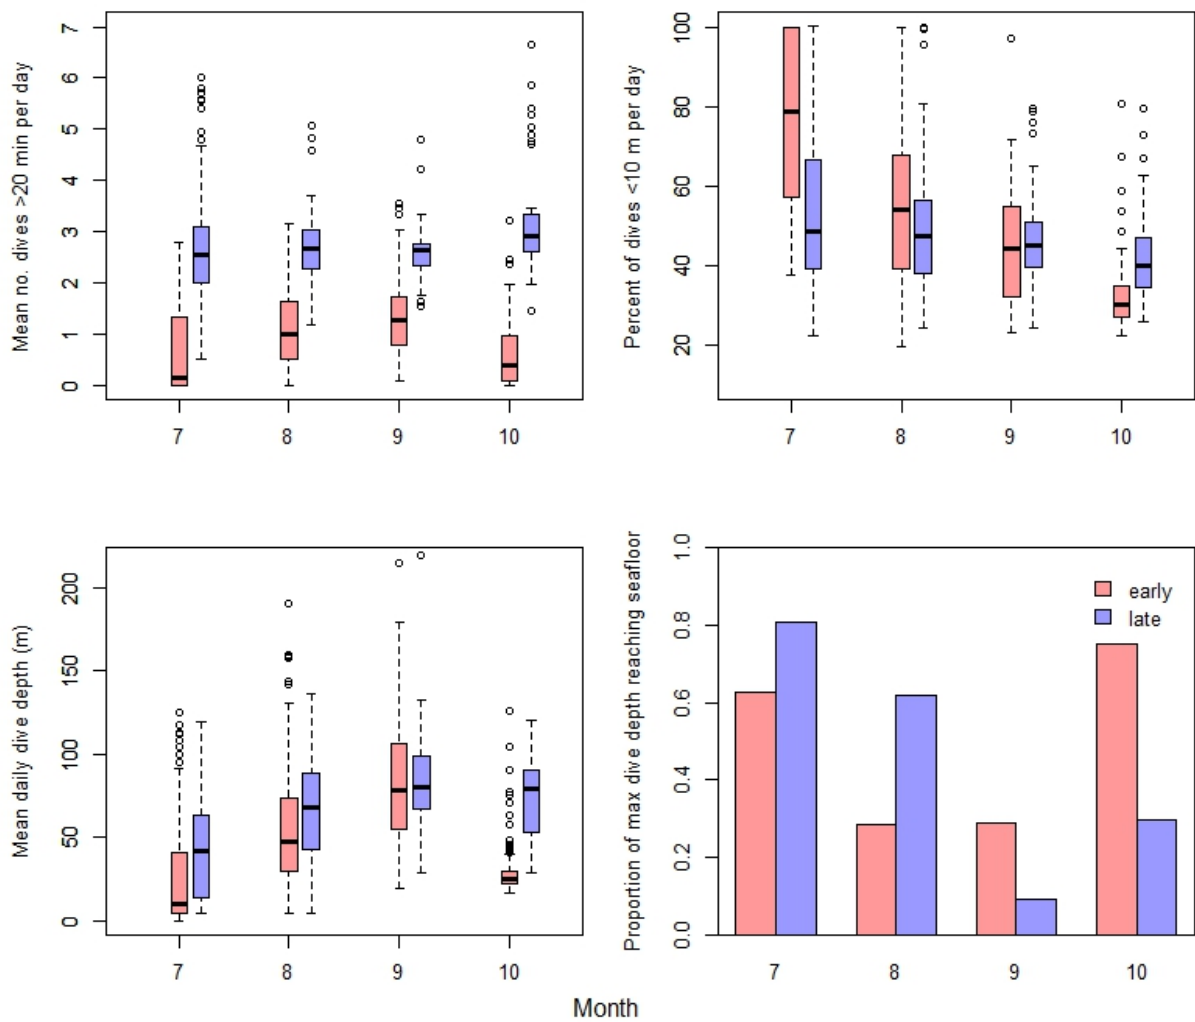 Mean no. dives >20 min per day
7
6
5
4
3
2
1
0
7 8 9 10
Percent of dives <10 m per day
100
80
60
40
20
7 8 9 10
Mean daily dive depth (m)
200
150
100
50
0
7 8 9 10
Proportion of max dive depth reaching seafloor
1.0
0.8
0.6
0.4
0.2
0.0
early
late
7 8 9 10
Month